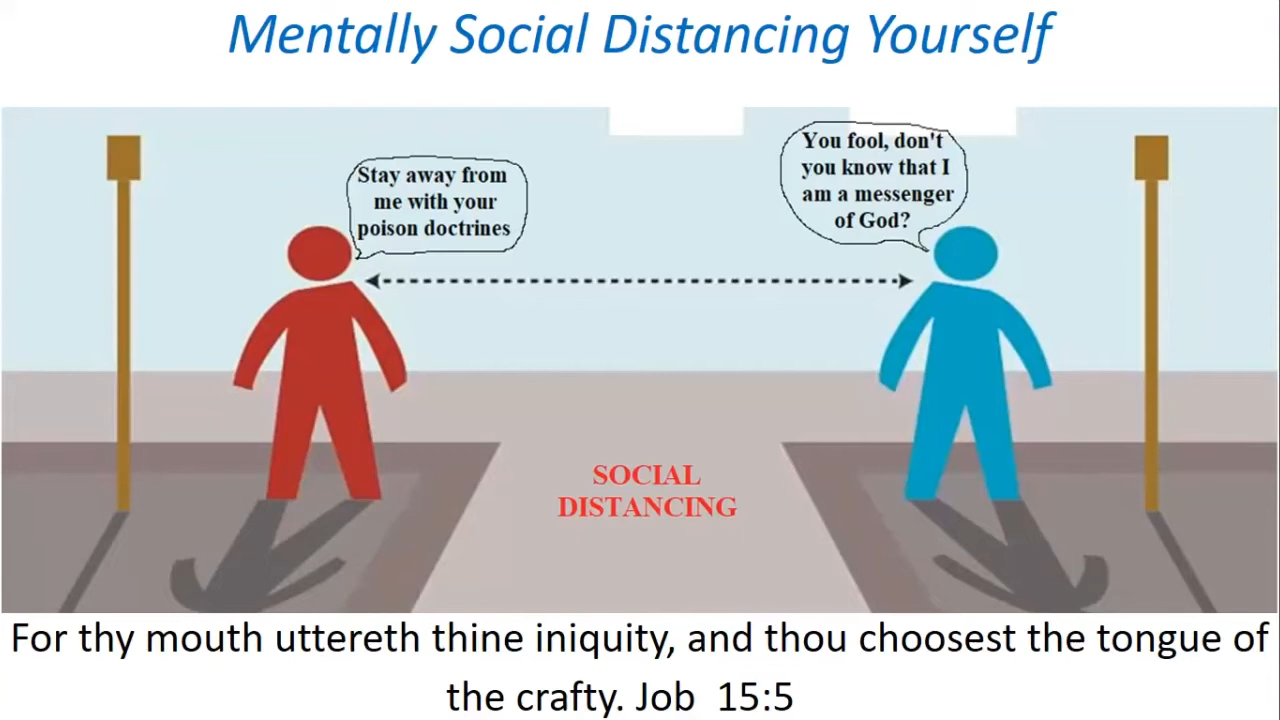 Mentally Social Distancing Yourself
Stay away from
me with your
poison doctrines
You fool, don't
you know that I
am a messenger
of God?
SOCIAL
DISTANCING
For thy mouth uttereth thine iniquity, and thou choosest the tongue of
the crafty. Job  15:5